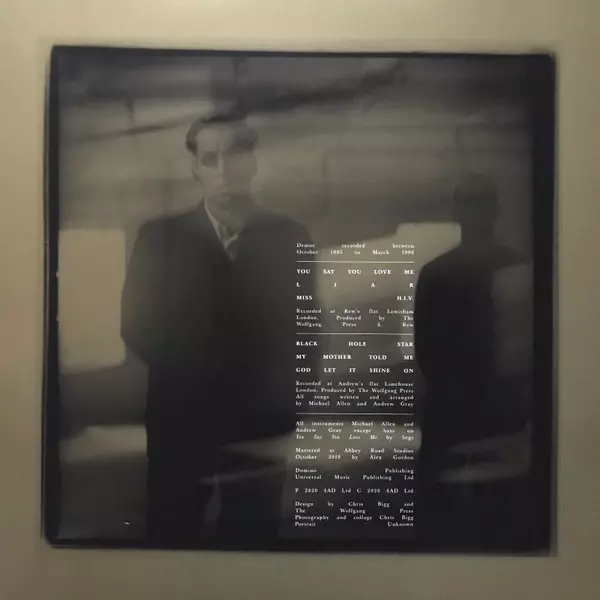 Demos recorded between
October 1995 to March 1996
YOU SAY YOU LOVE ME
L I A R
MISS H.I.V.
Recorded at Rew's flat Lewisham
London. Produced by The
Wolfgang Press & Rew
BLACK HOLE STAR
MY MOTHER TOLD ME
GOD LET IT SHINE ON
Recorded at Andrew's flat Limehouse
London. Produced by The Wolfgang Press
All songs written and arranged
by Michael Allen and Andrew Gray
All instruments Michael Allen and
Andrew Gray except bass on
You Say You Love Me by Segs
Mastered at Abbey Road Studios
October 2019 by Alex Gordon
Domino Publishing
Universal Music Publishing Ltd
P 2020 4AD Ltd C 2020 4AD Ltd
Design by Chris Bigg and
The Wolfgang Press
Photography and collage Chris Bigg
Portrait Unknown